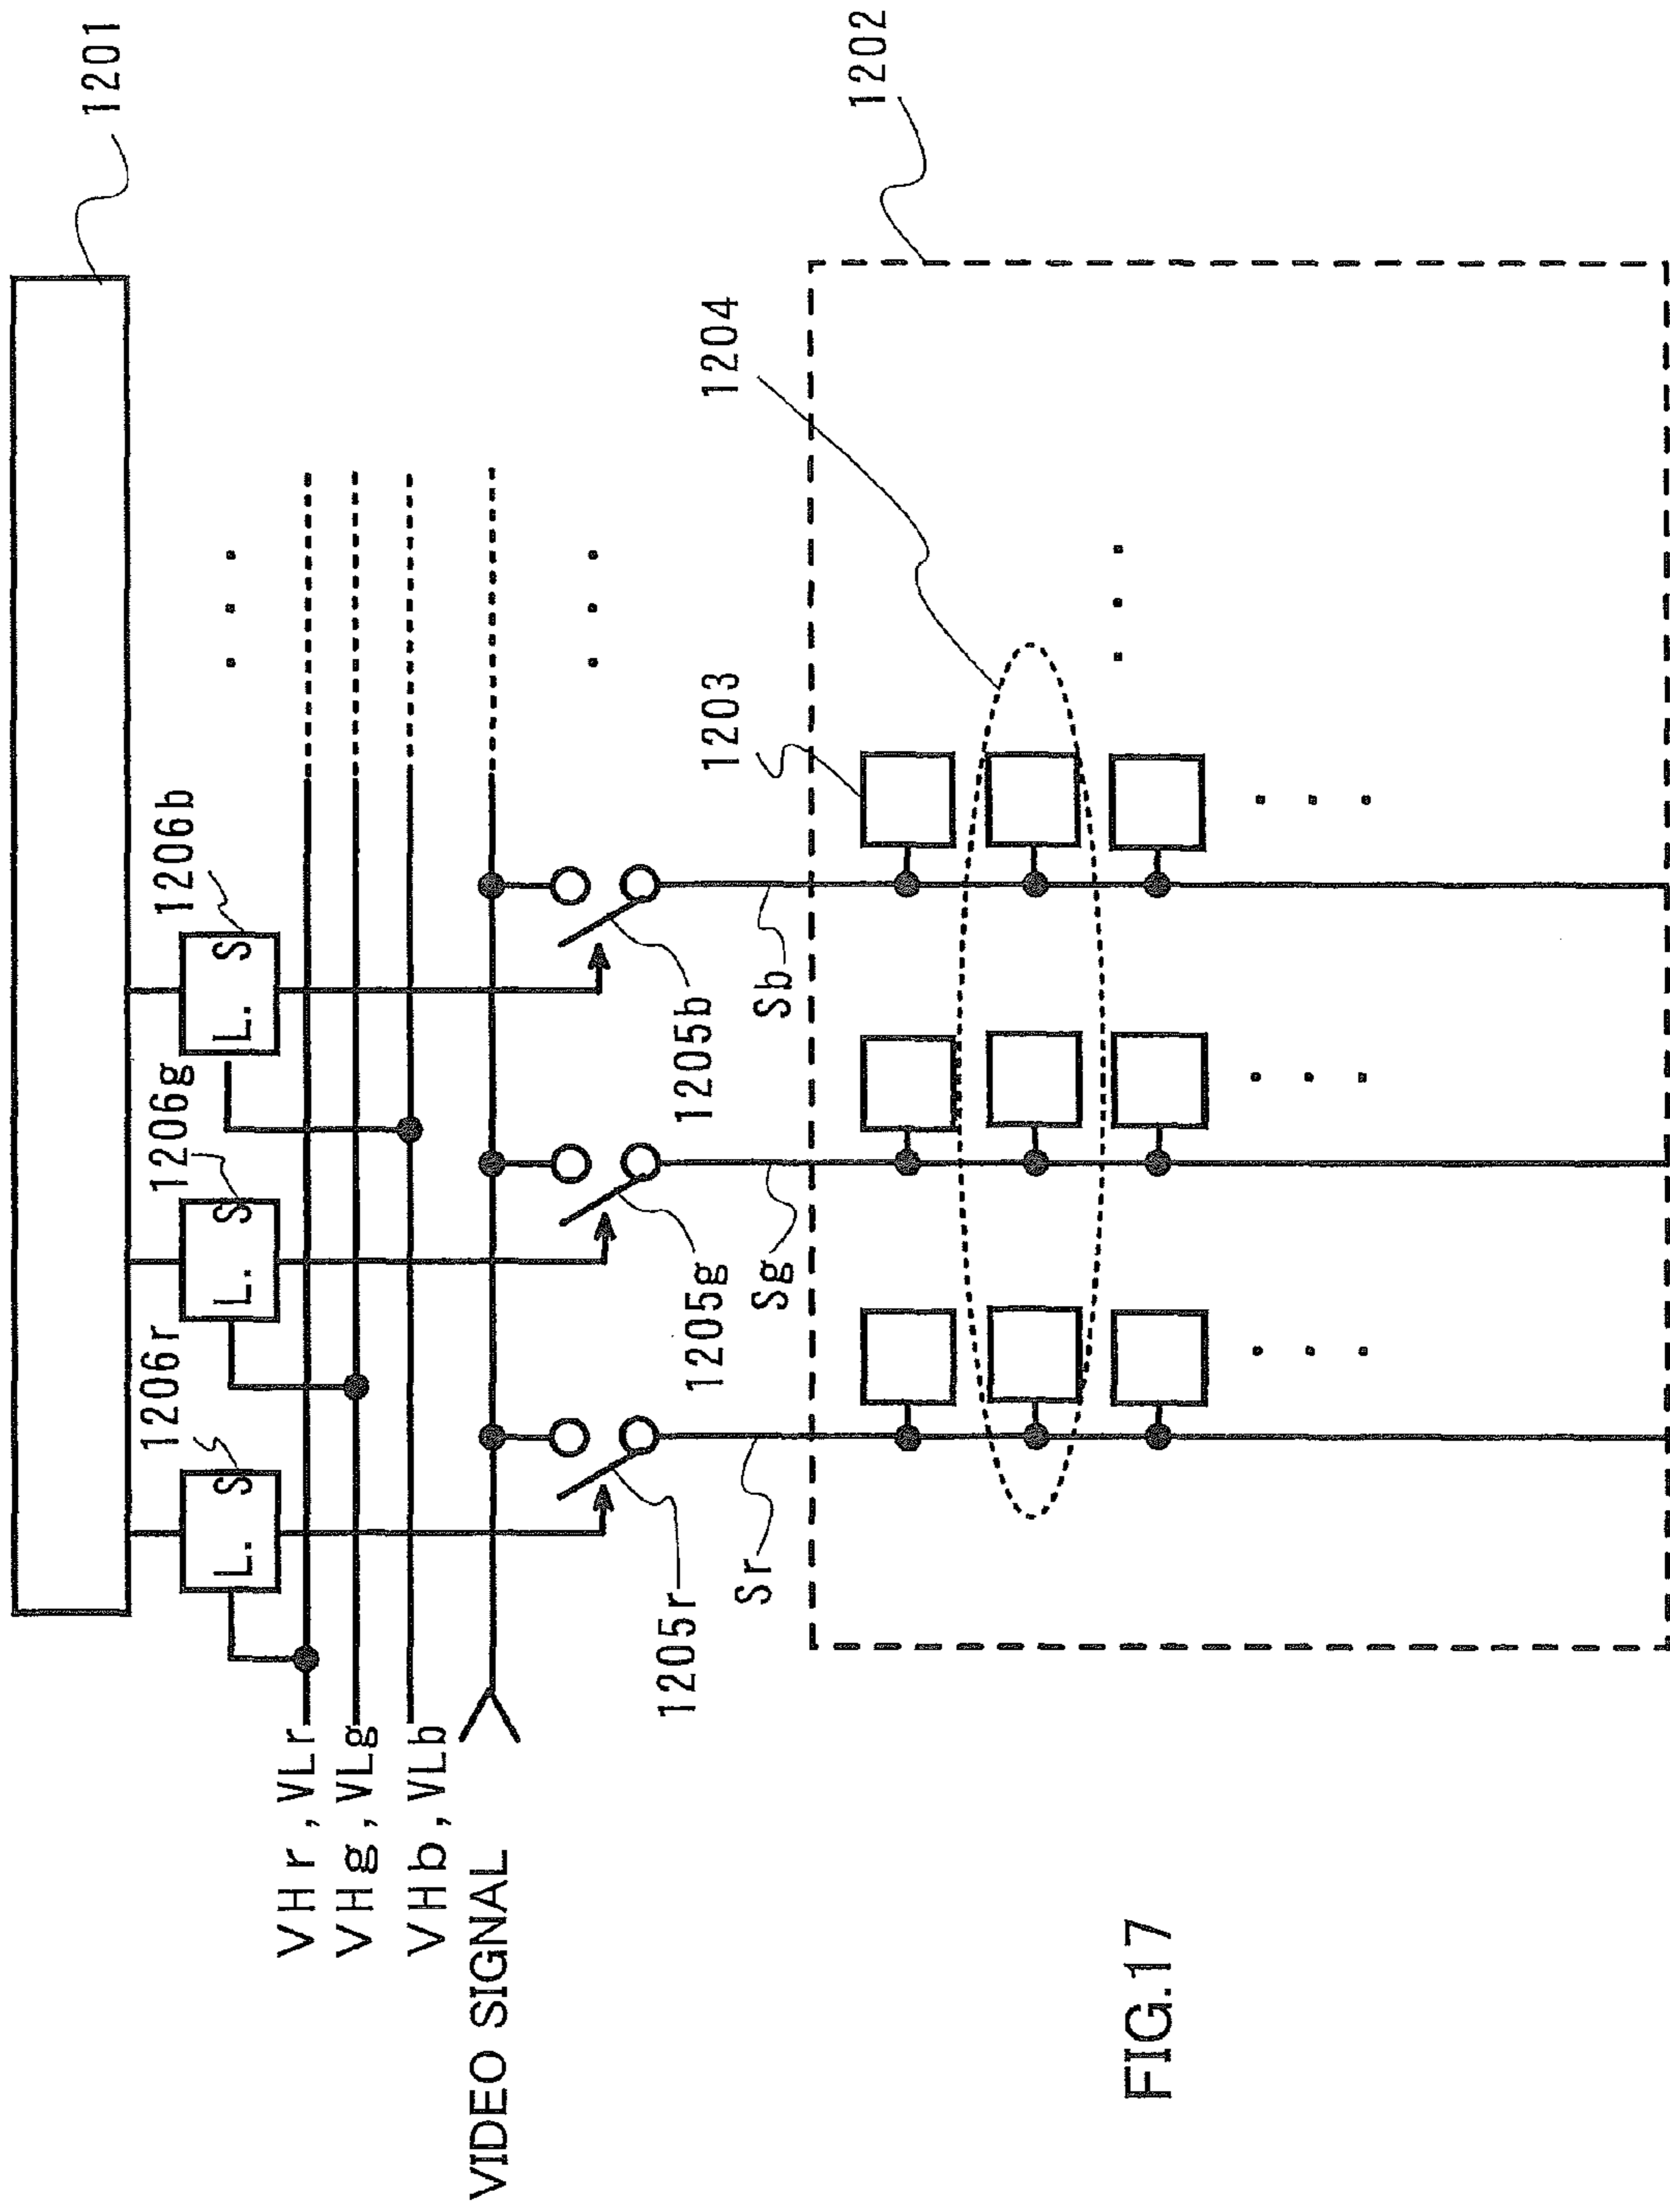 1201
1206r
1206g
1206b
L. S
L. S
L. S
VHr,VLr
VHg,VLg
VHb,VLb
VIDEO SIGNAL
1205r
1205g
1205b
Sr
Sg
Sb
1203
1204
1202
FIG.17